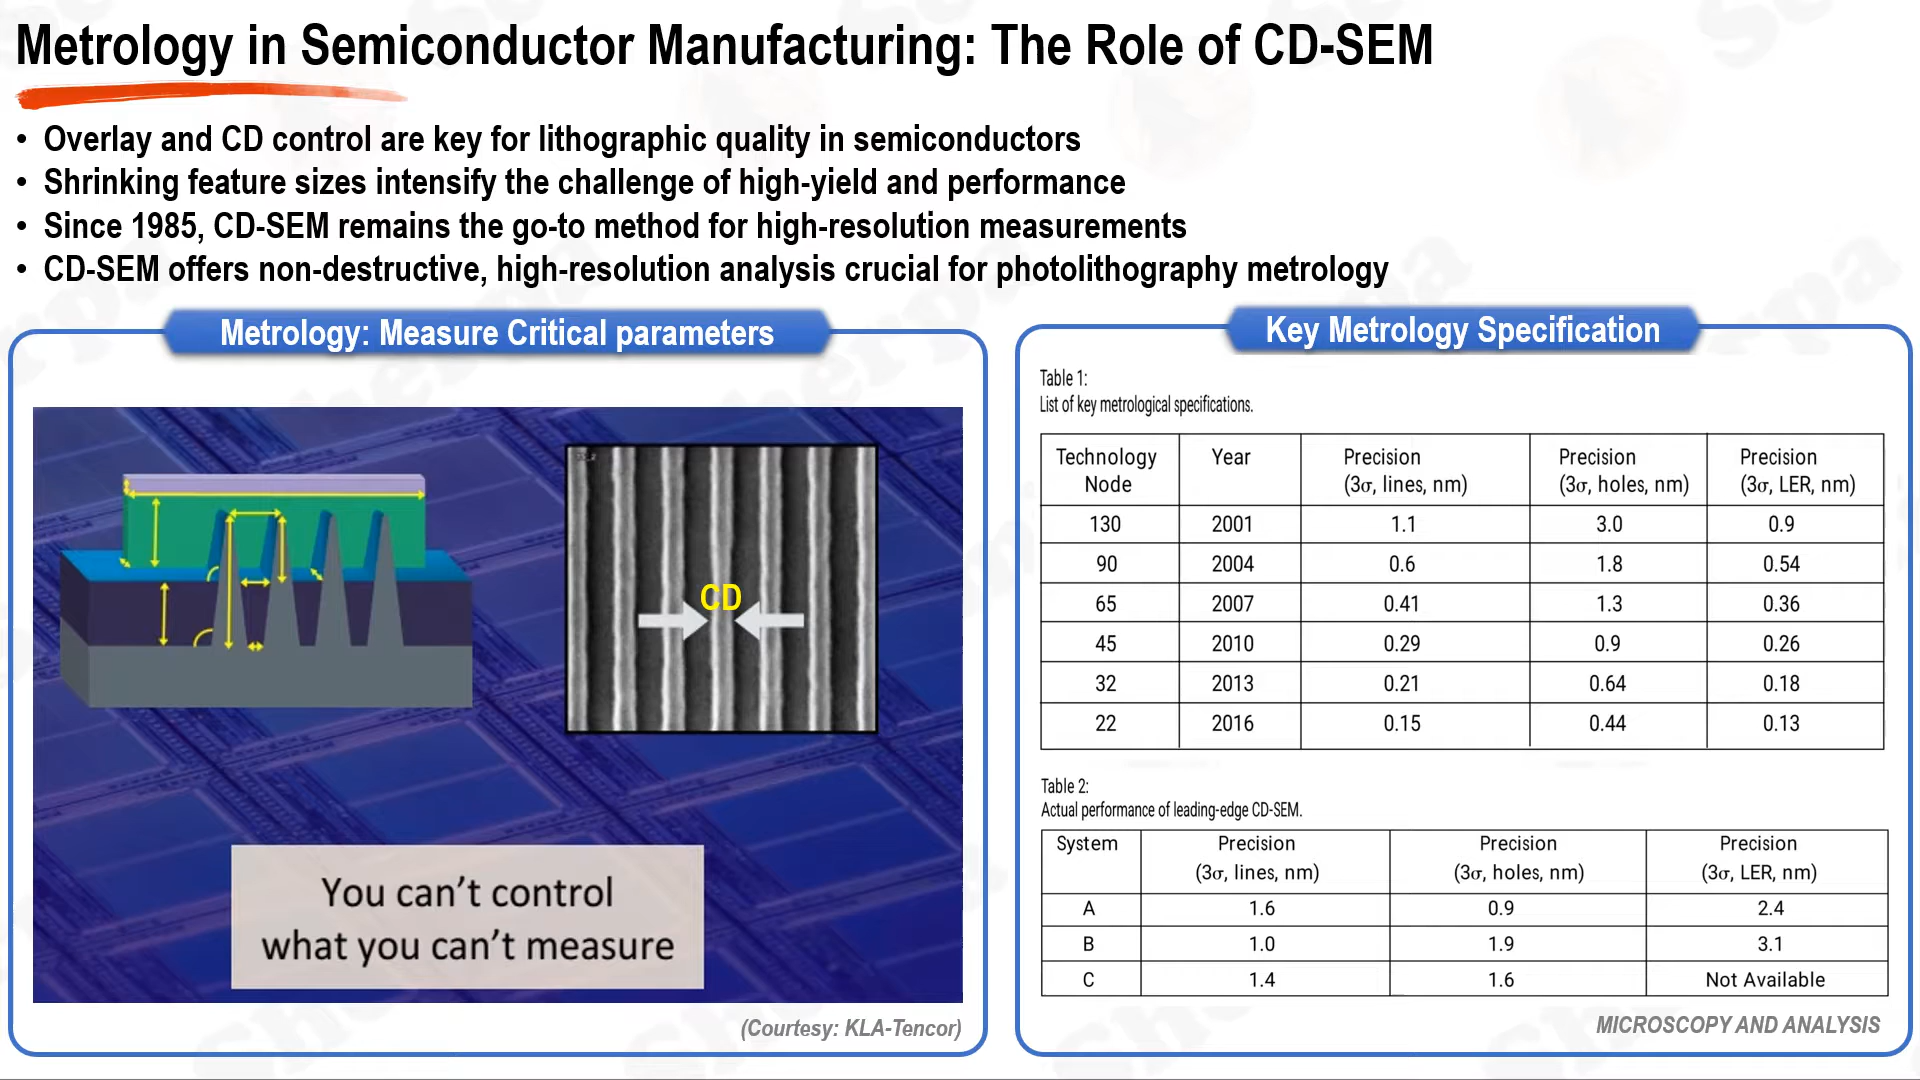 Metrology in Semiconductor Manufacturing: The Role of CD-SEM
• Overlay and CD control are key for lithographic quality in semiconductors
• Shrinking feature sizes intensify the challenge of high-yield and performance
• Since 1985, CD-SEM remains the go-to method for high-resolution measurements
• CD-SEM offers non-destructive, high-resolution analysis crucial for photolithography metrology
Metrology: Measure Critical parameters
CD
You can't control
what you can't measure
(Courtesy: KLA-Tencor)
Key Metrology Specification
Table 1:
List of key metrological specifications.
Technology Node | Year | Precision (3σ, lines, nm) | Precision (3σ, holes, nm) | Precision (3σ, LER, nm)
130 | 2001 | 1.1 | 3.0 | 0.9
90 | 2004 | 0.6 | 1.8 | 0.54
65 | 2007 | 0.41 | 1.3 | 0.36
45 | 2010 | 0.29 | 0.9 | 0.26
32 | 2013 | 0.21 | 0.64 | 0.18
22 | 2016 | 0.15 | 0.44 | 0.13
Table 2:
Actual performance of leading-edge CD-SEM.
System | Precision (3σ, lines, nm) | Precision (3σ, holes, nm) | Precision (3σ, LER, nm)
A | 1.6 | 0.9 | 2.4
B | 1.0 | 1.9 | 3.1
C | 1.4 | 1.6 | Not Available
MICROSCOPY AND ANALYSIS